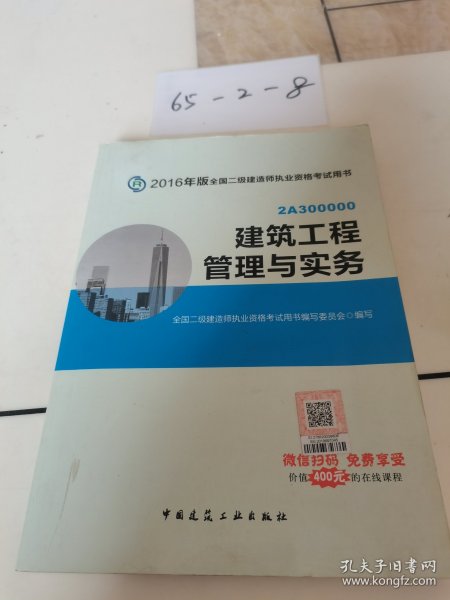 65-2-8
2016年版全国二级建造师执业资格考试用书
2A300000
建筑工程
管理与实务
全国二级建造师执业资格考试用书编写委员会◎编写
微信扫码 免费享受
价值400元的在线课程
中国建筑工业出版社
孔夫子旧书网
www.kongfz.com